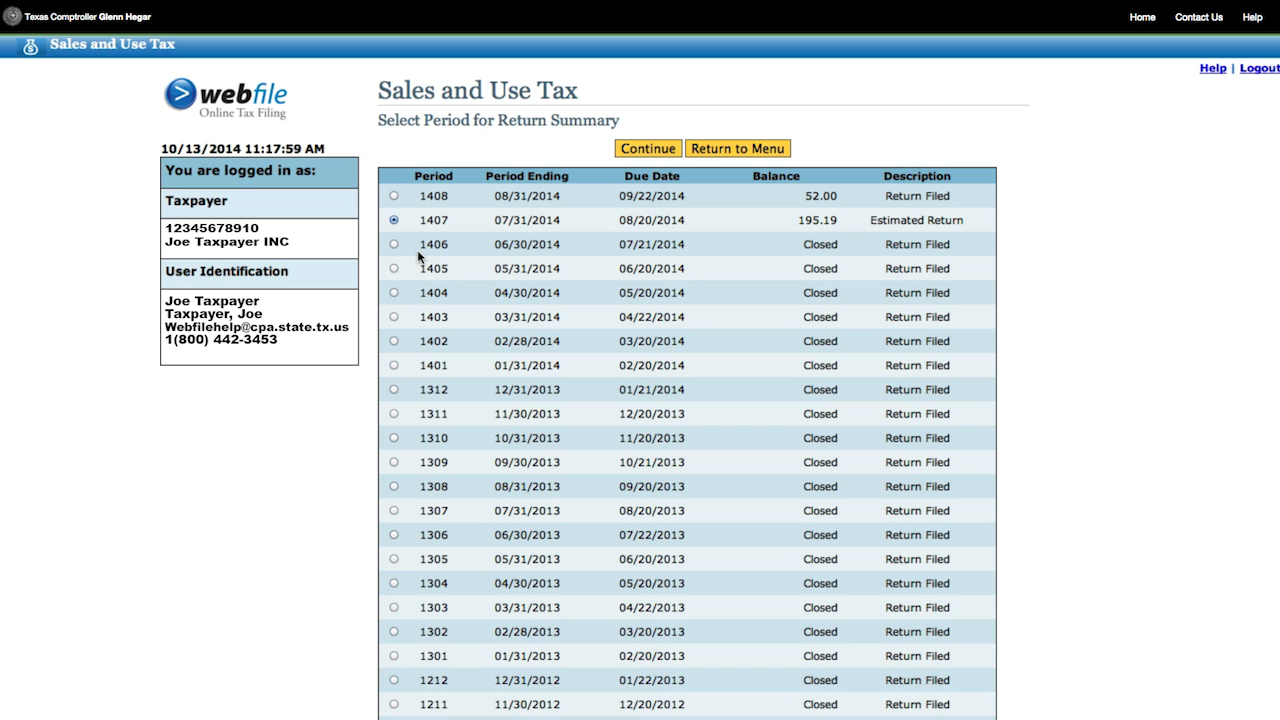 Texas Comptroller Glenn Hegar
Home Contact Us Help
Sales and Use Tax
Help | Logout
webfile
Online Tax Filing
10/13/2014 11:17:59 AM
You are logged in as:
Taxpayer
12345678910
Joe Taxpayer INC
User Identification
Joe Taxpayer
Taxpayer, Joe
Webfilehelp@cpa.state.tx.us
1(800) 442-3453
Sales and Use Tax
Select Period for Return Summary
Continue Return to Menu
Period Period Ending Due Date Balance Description
1408 08/31/2014 09/22/2014 52.00 Return Filed
1407 07/31/2014 08/20/2014 195.19 Estimated Return
1406 06/30/2014 07/21/2014 Closed Return Filed
1405 05/31/2014 06/20/2014 Closed Return Filed
1404 04/30/2014 05/20/2014 Closed Return Filed
1403 03/31/2014 04/22/2014 Closed Return Filed
1402 02/28/2014 03/20/2014 Closed Return Filed
1401 01/31/2014 02/20/2014 Closed Return Filed
1312 12/31/2013 01/21/2014 Closed Return Filed
1311 11/30/2013 12/20/2013 Closed Return Filed
1310 10/31/2013 11/20/2013 Closed Return Filed
1309 09/30/2013 10/21/2013 Closed Return Filed
1308 08/31/2013 09/20/2013 Closed Return Filed
1307 07/31/2013 08/20/2013 Closed Return Filed
1306 06/30/2013 07/22/2013 Closed Return Filed
1305 05/31/2013 06/20/2013 Closed Return Filed
1304 04/30/2013 05/20/2013 Closed Return Filed
1303 03/31/2013 04/22/2013 Closed Return Filed
1302 02/28/2013 03/20/2013 Closed Return Filed
1301 01/31/2013 02/20/2013 Closed Return Filed
1212 12/31/2012 01/22/2013 Closed Return Filed
1211 11/30/2012 12/20/2012 Closed Return Filed